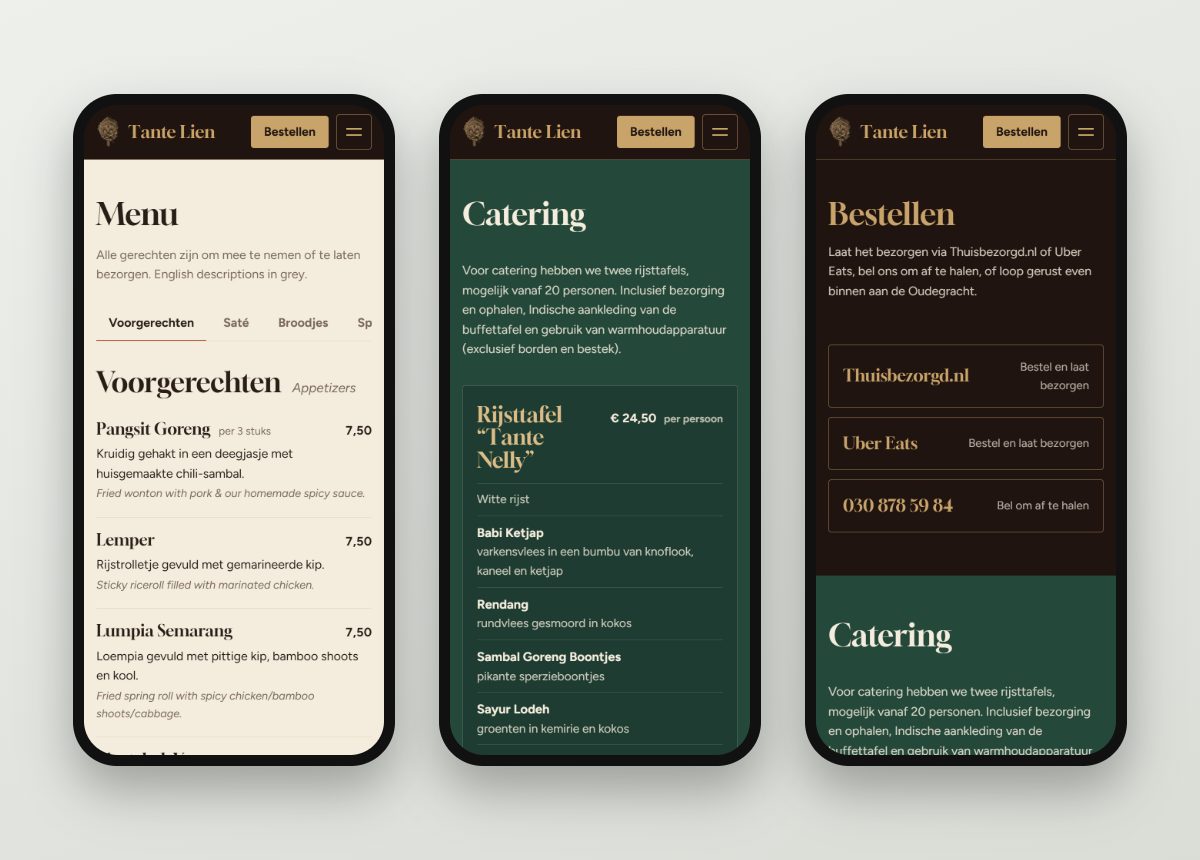 Tante Lien
Bestellen
Menu
Alle gerechten zijn om mee te nemen of te laten
bezorgen. English descriptions in grey.
Voorgerechten Saté Broodjes Sp
Voorgerechten Appetizers
Pangsit Goreng per 3 stuks 7,50
Kruidig gehakt in een deegjasje met
huisgemaakte chili-sambal.
Fried wonton with pork & our homemade spicy sauce.
Lemper 7,50
Rijstrolletje gevuld met gemarineerde kip.
Sticky riceroll filled with marinated chicken.
Lumpia Semarang 7,50
Loempia gevuld met pittige kip, bamboo shoots
en kool.
Fried spring roll with spicy chicken/bamboo
shoots/cabbage.
Tante Lien
Bestellen
Catering
Voor catering hebben we twee rijsttafels,
mogelijk vanaf 20 personen. Inclusief bezorging
en ophalen, Indische aankleding van de
buffettafel en gebruik van warmhoudapparatuur
(exclusief borden en bestek).
Rijsttafel
“Tante
Nelly”
€ 24,50 per persoon
Witte rijst
Babi Ketjap
varkensvlees in een bumbu van knoflook,
kaneel en ketjap
Rendang
rundvlees gesmoord in kokos
Sambal Goreng Boontjes
pikante sperzieboontjes
Sayur Lodeh
groenten in kemirie en kokos
Tante Lien
Bestellen
Bestellen
Laat het bezorgen via Thuisbezorgd.nl of Uber
Eats, bel ons om af te halen, of loop gerust even
binnen aan de Oudegracht.
Thuisbezorgd.nl
Bestel en laat
bezorgen
Uber Eats Bestel en laat bezorgen
030 878 59 84 Bel om af te halen
Catering
Voor catering hebben we twee rijsttafels,
mogelijk vanaf 20 personen. Inclusief bezorging
en ophalen, Indische aankleding van de
buffettafel en gebruik van warmhoudapparatuur